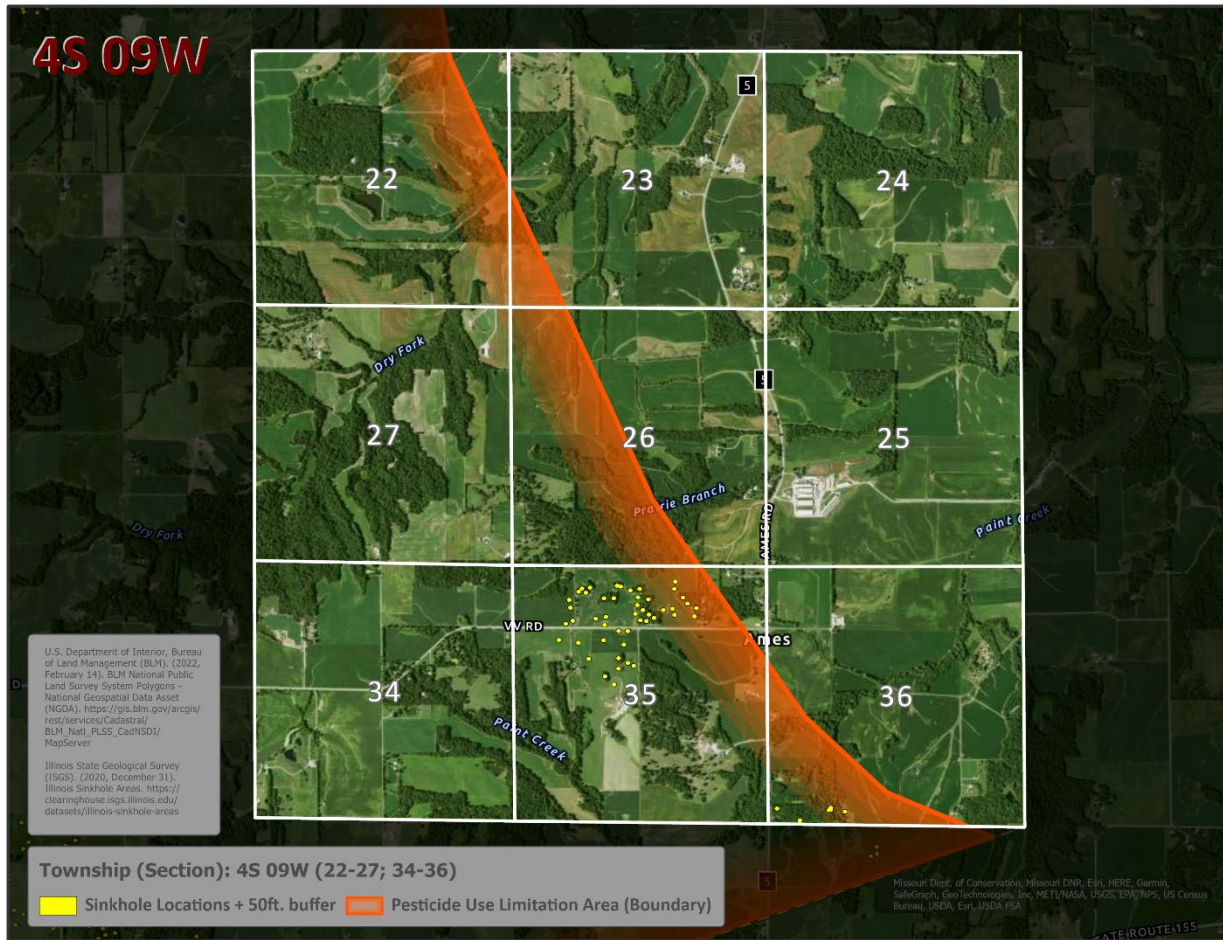 4S 09W
5
22
23
24
Dry Fork
5
27
26
25
Prairie Branch
AMES RD
Paint Creek
Dry Fork
VV RD
Ames
34
35
36
Paint Creek
U.S. Department of Interior, Bureau
of Land Management (BLM). (2022,
February 14). BLM National Public
Land Survey System Polygons -
National Geospatial Data Asset
(NGDA). https://gis.blm.gov/arcgis/
rest/services/Cadastral/
BLM_Natl_PLSS_CadNSDI/
MapServer
Illinois State Geological Survey
(ISGS). (2020, December 31).
Illinois Sinkhole Areas. https://
clearinghouse.isgs.illinois.edu/
datasets/illinois-sinkhole-areas
Township (Section): 4S 09W (22-27; 34-36)
Sinkhole Locations + 50ft. buffer
Pesticide Use Limitation Area (Boundary)
5
Missouri Dept. of Conservation, Missouri DNR, Esri, HERE, Garmin,
SafeGraph, GeoTechnologies, Inc, METI/NASA, USGS, EPA, NPS, US Census
Bureau, USDA, Esri, USDA FSA
STATE ROUTE 155